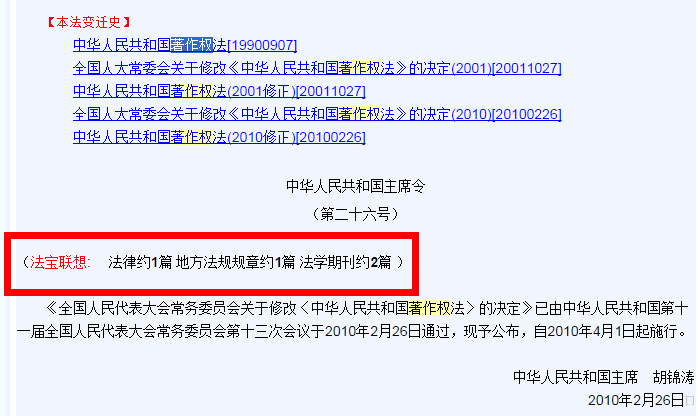 【本法变迁史】
中华人民共和国著作权法[19900907]
全国人大常委会关于修改《中华人民共和国著作权法》的决定(2001)[20011027]
中华人民共和国著作权法(2001修正)[20011027]
全国人大常委会关于修改《中华人民共和国著作权法》的决定(2010)[20100226]
中华人民共和国著作权法(2010修正)[20100226]
中华人民共和国主席令
（第二十六号）
（法宝联想: 法律约1篇 地方法规规章约1篇 法学期刊约2篇 ）
《全国人民代表大会常务委员会关于修改〈中华人民共和国著作权法〉的决定》已由中华人民共和国第十
一届全国人民代表大会常务委员会第十三次会议于2010年2月26日通过，现予公布，自2010年4月1日起施行。
中华人民共和国主席 胡锦涛
2010年2月26日